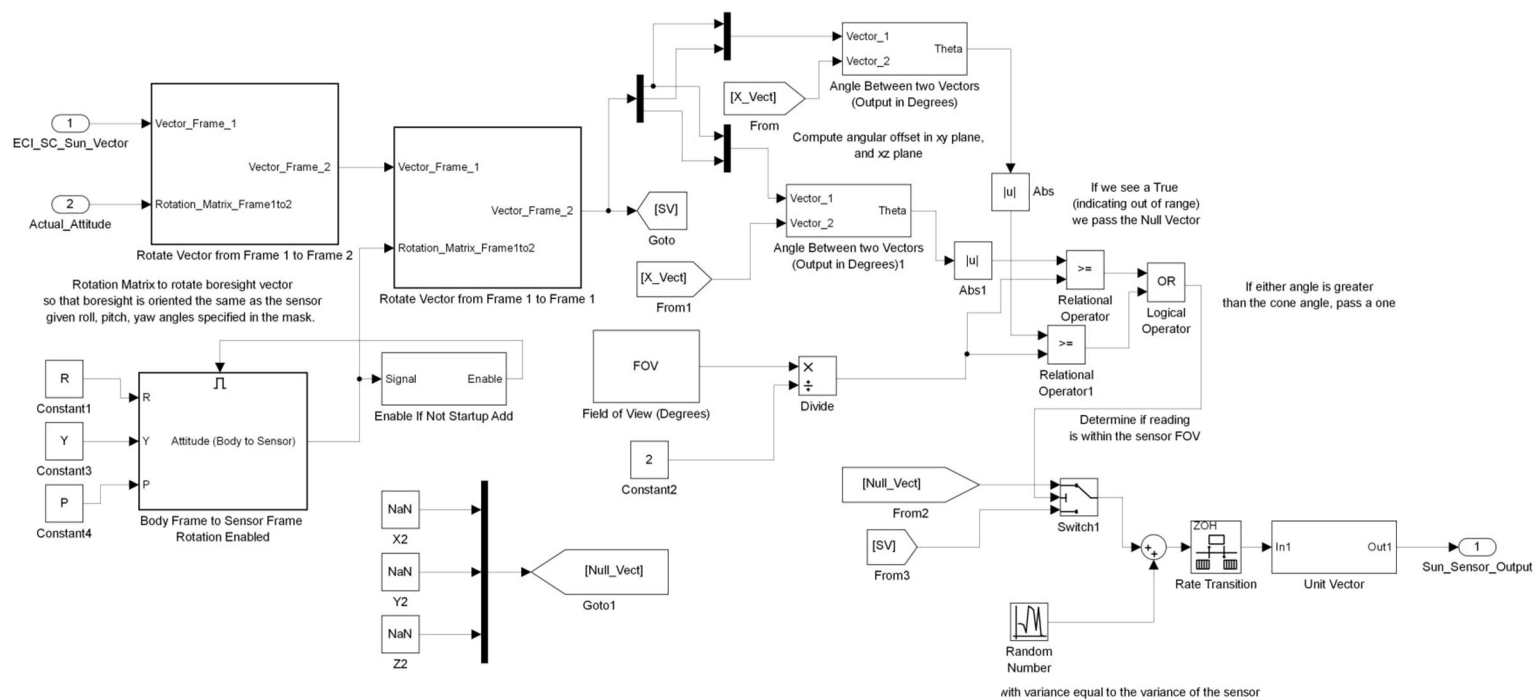 1
ECI_SC_Sun_Vector
2
Actual_Attitude
Vector_Frame_1
Vector_Frame_2
Rotation_Matrix_Frame1to2
Rotate Vector from Frame 1 to Frame 2
Rotation Matrix to rotate boresight vector
so that boresight is oriented the same as the sensor
given roll, pitch, yaw angles specified in the mask.
Vector_Frame_1
Vector_Frame_2
Rotation_Matrix_Frame1to2
Rotate Vector from Frame 1 to Frame 1
[SV]
Goto
Vector_1
Vector_2
Theta
Angle Between two Vectors
(Output in Degrees)
[X_Vect]
From
Compute angular offset in xy plane,
and xz plane
Vector_1
Vector_2
Theta
Angle Between two Vectors
(Output in Degrees)1
[X_Vect]
From1
|u|
Abs
If we see a True
(indicating out of range)
we pass the Null Vector
|u|
Abs1
>=
Relational
Operator
OR
Logical
Operator
>=
Relational
Operator1
If either angle is greater
than the cone angle, pass a one
R
Constant1
Y
Constant3
P
Constant4
R
Y
P
Attitude (Body to Sensor)
Body Frame to Sensor Frame
Rotation Enabled
Signal
Enable
Enable If Not Startup Add
FOV
Field of View (Degrees)
×
÷
Divide
2
Constant2
Determine if reading
is within the sensor FOV
NaN
X2
NaN
Y2
NaN
Z2
[Null_Vect]
Goto1
[Null_Vect]
From2
[SV]
From3
Switch1
+
+
ZOH
Rate Transition
In1
Out1
Unit Vector
1
Sun_Sensor_Output
Random
Number
with variance equal to the variance of the sensor